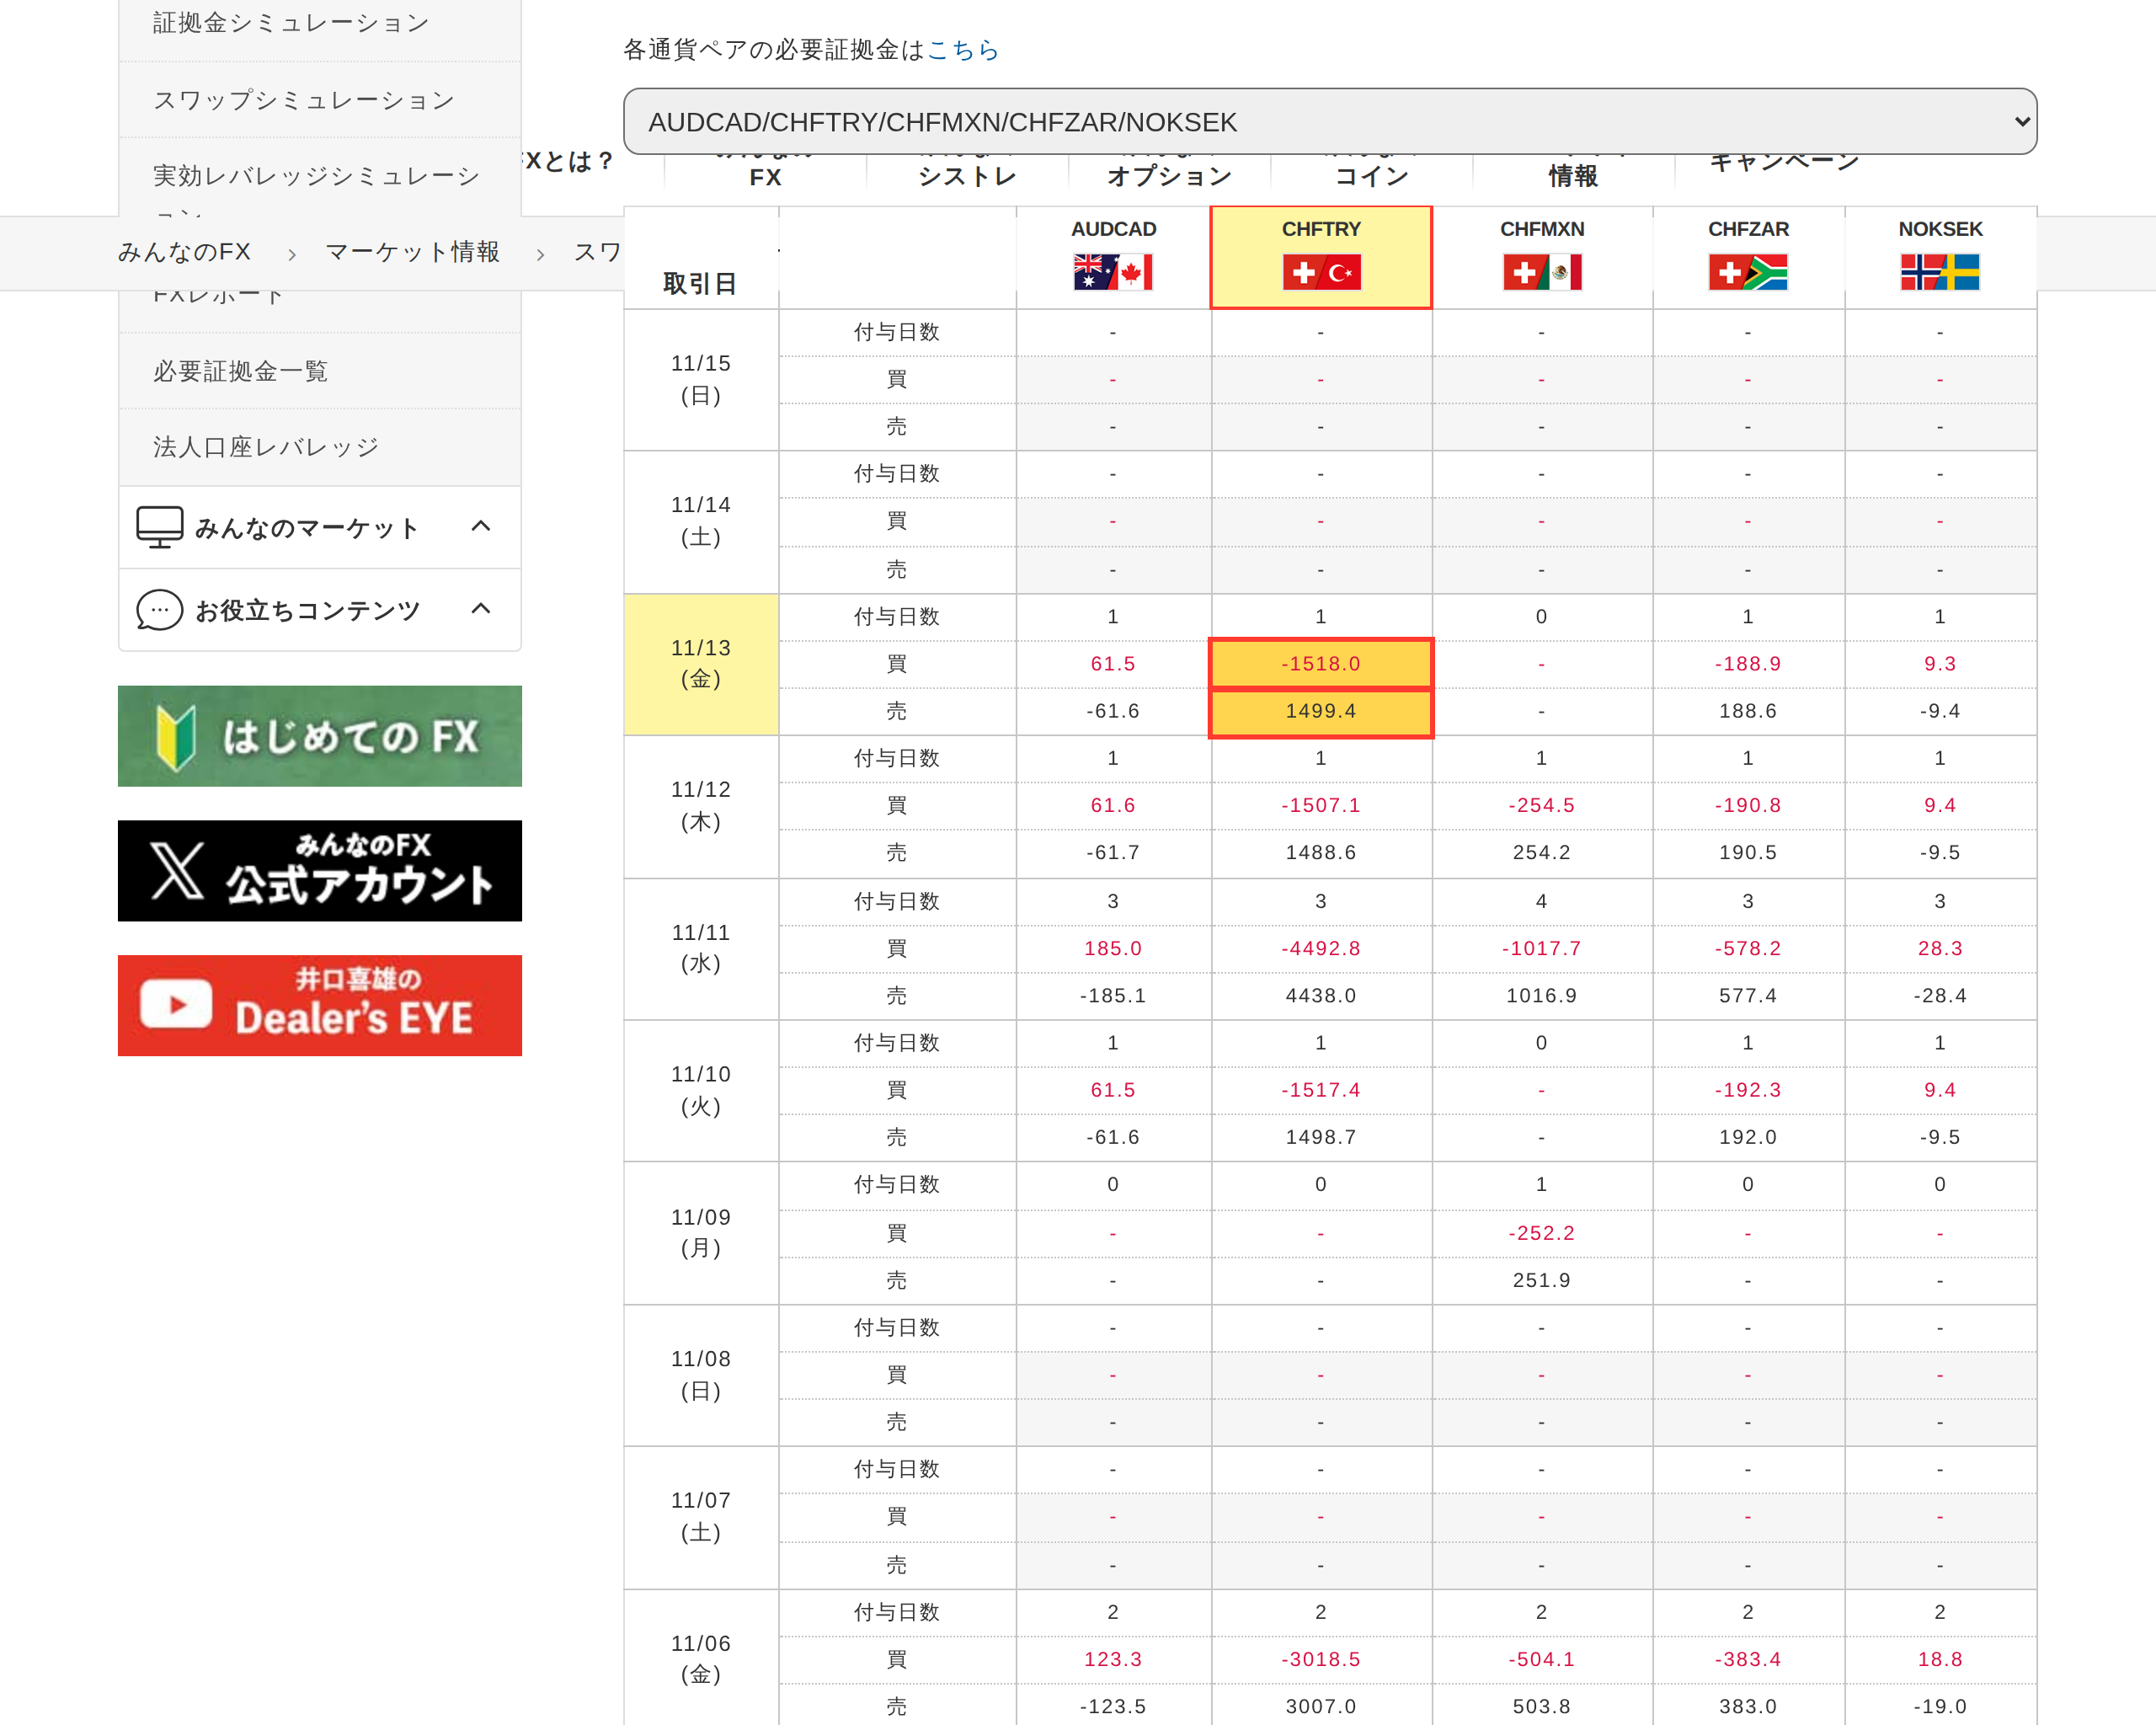 証拠金シミュレーション
スワップシミュレーション
実効レバレッジシミュレーシ
必要証拠金一覧
法人口座レバレッジ
みんなのマーケット
お役立ちコンテンツ
はじめての FX
みんなのFX
公式アカウント
井口喜雄の
Dealer's EYE
各通貨ペアの必要証拠金はこちら
AUDCAD/CHFTRY/CHFMXN/CHFZAR/NOKSEK
Xとは？ FX シストレ オプション コイン 情報 キャンペーン
みんなのFX > マーケット情報 > スワ
取引日 AUDCAD CHFTRY CHFMXN CHFZAR NOKSEK
11/15 (日)
付与日数 - - - - -
買 - - - - -
売 - - - - -
11/14 (土)
付与日数 - - - - -
買 - - - - -
売 - - - - -
11/13 (金)
付与日数 1 1 0 1 1
買 61.5 -1518.0 - -188.9 9.3
売 -61.6 1499.4 - 188.6 -9.4
11/12 (木)
付与日数 1 1 1 1 1
買 61.6 -1507.1 -254.5 -190.8 9.4
売 -61.7 1488.6 254.2 190.5 -9.5
11/11 (水)
付与日数 3 3 4 3 3
買 185.0 -4492.8 -1017.7 -578.2 28.3
売 -185.1 4438.0 1016.9 577.4 -28.4
11/10 (火)
付与日数 1 1 0 1 1
買 61.5 -1517.4 - -192.3 9.4
売 -61.6 1498.7 - 192.0 -9.5
11/09 (月)
付与日数 0 0 1 0 0
買 - - -252.2 - -
売 - - 251.9 - -
11/08 (日)
付与日数 - - - - -
買 - - - - -
売 - - - - -
11/07 (土)
付与日数 - - - - -
買 - - - - -
売 - - - - -
11/06 (金)
付与日数 2 2 2 2 2
買 123.3 -3018.5 -504.1 -383.4 18.8
売 -123.5 3007.0 503.8 383.0 -19.0